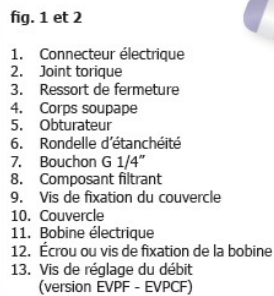 fig. 1 et 2
1. Connecteur électrique
2. Joint torique
3. Ressort de fermeture
4. Corps soupape
5. Obturateur
6. Rondelle d'étanchéité
7. Bouchon G 1/4"
8. Composant filtrant
9. Vis de fixation du couvercle
10. Couvercle
11. Bobine électrique
12. Écrou ou vis de fixation de la bobine
13. Vis de réglage du débit
(version EVPF - EVPCF)